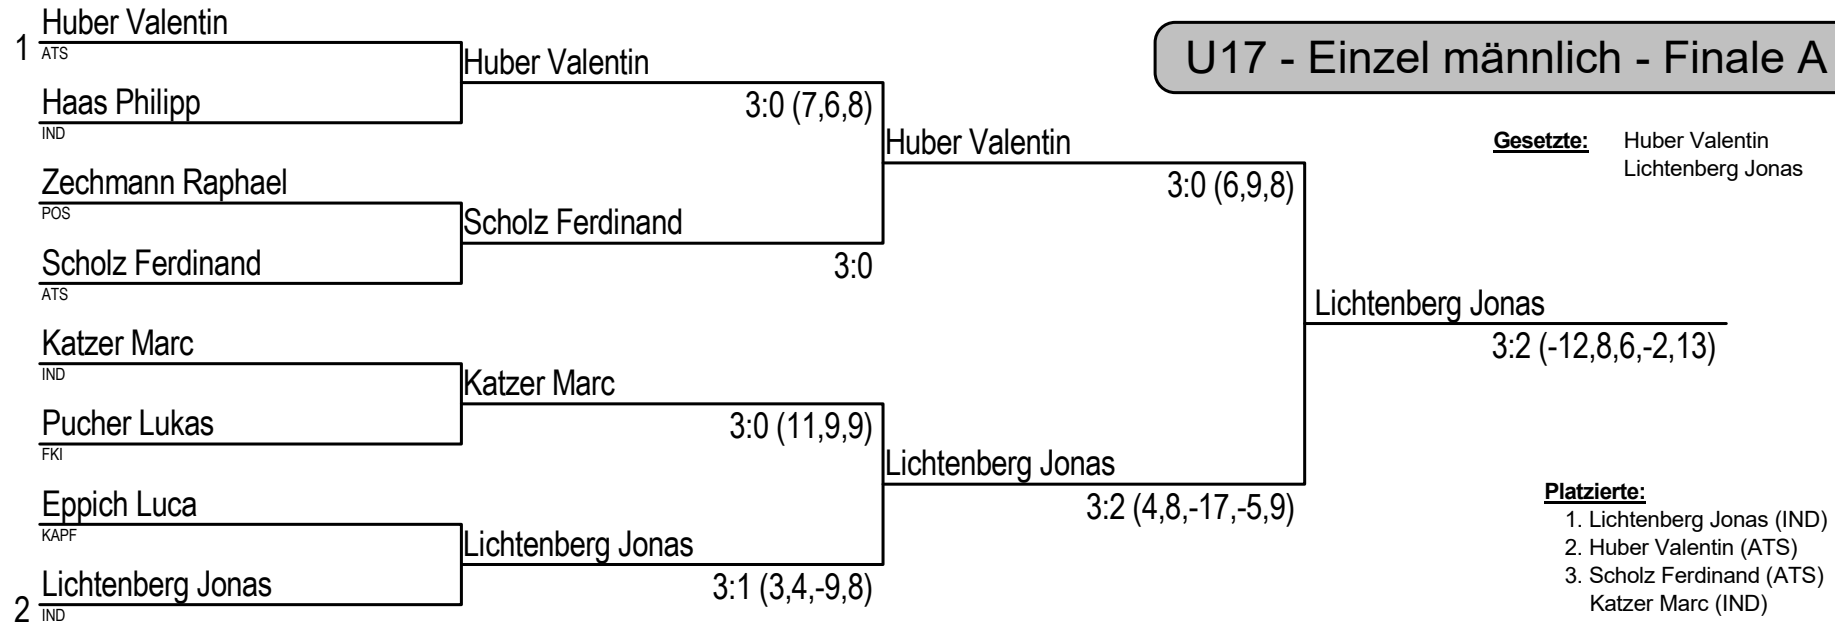 U17 - Einzel männlich - Finale A
Gesetzte: Huber Valentin
Lichtenberg Jonas
1 Huber Valentin
ATS
Haas Philipp
IND
Zechmann Raphael
POS
Scholz Ferdinand
ATS
Katzer Marc
IND
Pucher Lukas
FKI
Eppich Luca
KAPF
2 Lichtenberg Jonas
IND
Huber Valentin
3:0 (7,6,8)
Scholz Ferdinand
3:0
Katzer Marc
3:0 (11,9,9)
Lichtenberg Jonas
3:1 (3,4,-9,8)
Huber Valentin
3:0 (6,9,8)
Lichtenberg Jonas
3:2 (4,8,-17,-5,9)
Lichtenberg Jonas
3:2 (-12,8,6,-2,13)
Platzierte:
1. Lichtenberg Jonas (IND)
2. Huber Valentin (ATS)
3. Scholz Ferdinand (ATS)
Katzer Marc (IND)